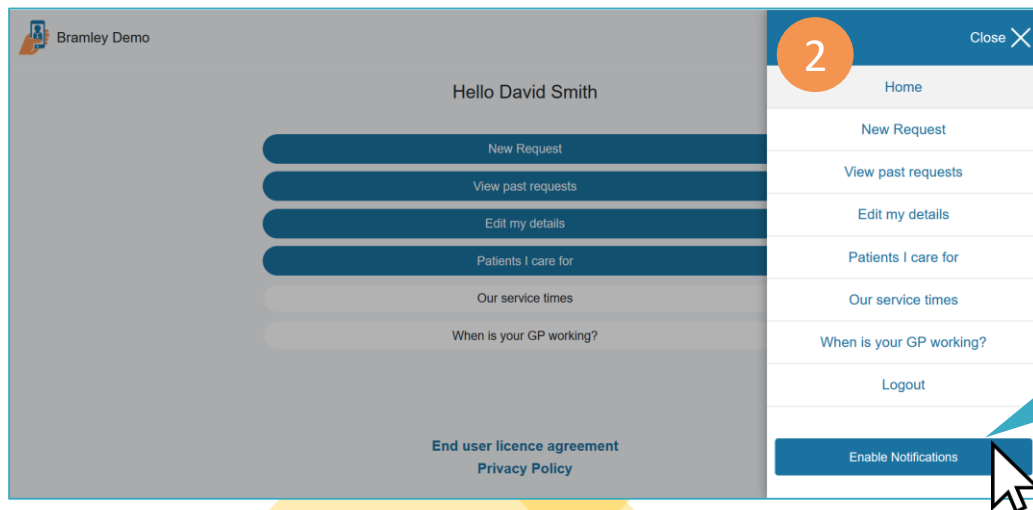 Bramley Demo
Hello David Smith
New Request
View past requests
Edit my details
Patients I care for
Our service times
When is your GP working?
End user licence agreement
Privacy Policy
2
Close
Home
New Request
View past requests
Edit my details
Patients I care for
Our service times
When is your GP working?
Logout
Enable Notifications